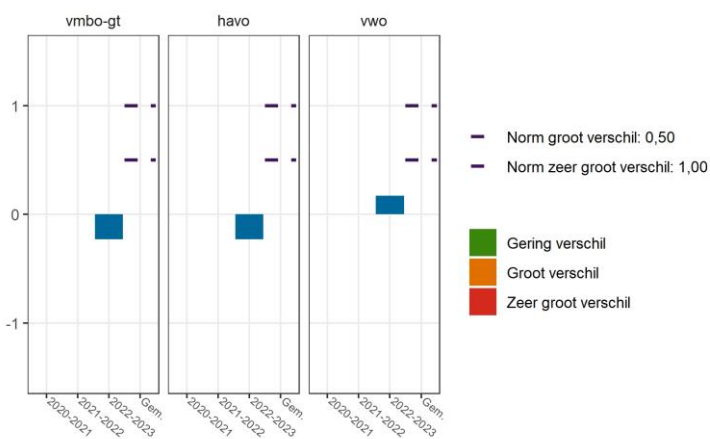 vmbo-gt
havo
vwo
1
0
-1
2020-2021
2021-2022
2022-2023
Gem.
2020-2021
2021-2022
2022-2023
Gem.
2020-2021
2021-2022
2022-2023
Gem.
Norm groot verschil: 0,50
Norm zeer groot verschil: 1,00
Gering verschil
Groot verschil
Zeer groot verschil